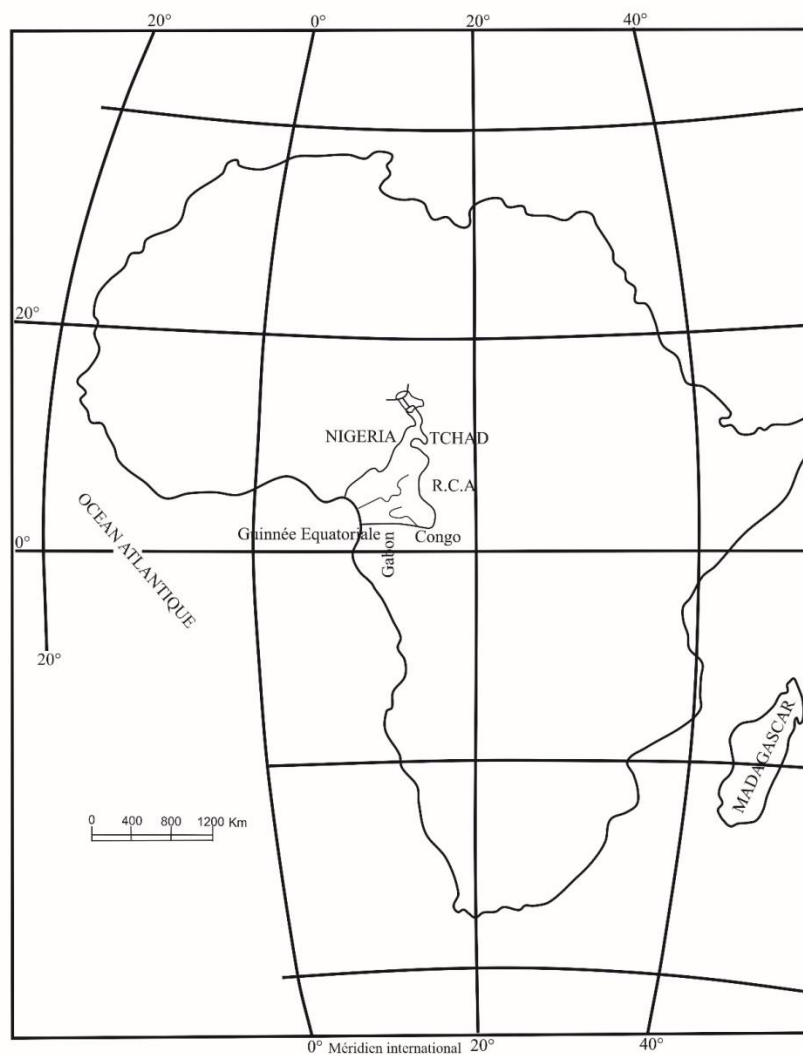 20°
0°
20°
40°
20°
NIGERIA
TCHAD
R.C.A
OCEAN ATLANTIQUE
Guinnée Equatoriale
Gabon
Congo
0°
20°
MADAGASCAR
0 400 800 1200 Km
0° Méridien international 20° 40°